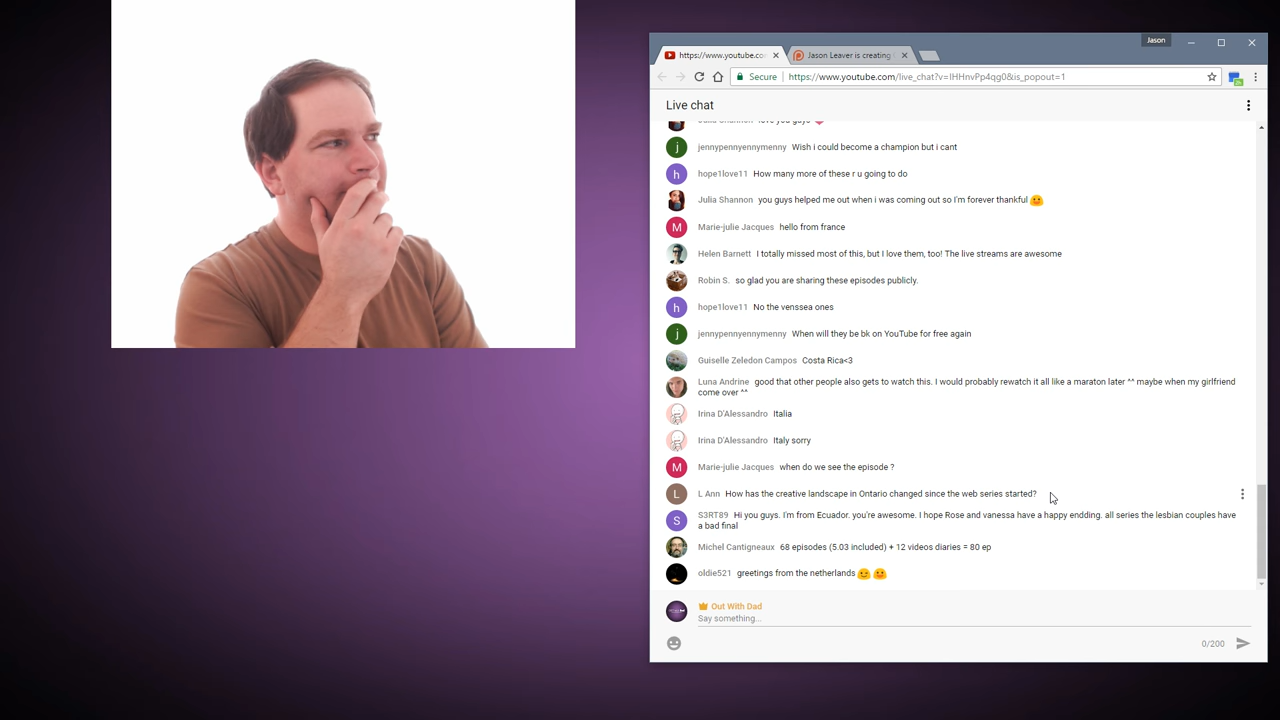 Jason
https://www.youtube.co
Jason Leaver is creating
Secure https://www.youtube.com/live_chat?v=IHHnvPp4qg0&is_popout=1
Live chat
love you guys
jennypennyennymenny Wish i could become a champion but i cant
hope1love11 How many more of these r u going to do
Julia Shannon you guys helped me out when i was coming out so I'm forever thankful
Marie-julie Jacques hello from france
Helen Barnett I totally missed most of this, but I love them, too! The live streams are awesome
Robin S. so glad you are sharing these episodes publicly.
hope1love11 No the venssea ones
jennypennyennymenny When will they be bk on YouTube for free again
Guiselle Zeledon Campos Costa Rica<3
Luna Andrine good that other people also gets to watch this. I would probably rewatch it all like a maraton later ^^ maybe when my girlfriend
come over ^^
Irina D'Alessandro Italia
Irina D'Alessandro Italy sorry
Marie-julie Jacques when do we see the episode ?
L Ann How has the creative landscape in Ontario changed since the web series started?
S3RT89 Hi you guys. I'm from Ecuador. you're awesome. I hope Rose and vanessa have a happy endding. all series the lesbian couples have
a bad final
Michel Cantigneaux 68 episodes (5.03 included) + 12 videos diaries = 80 ep
oldie521 greetings from the netherlands
Out With Dad
Say something...
0/200